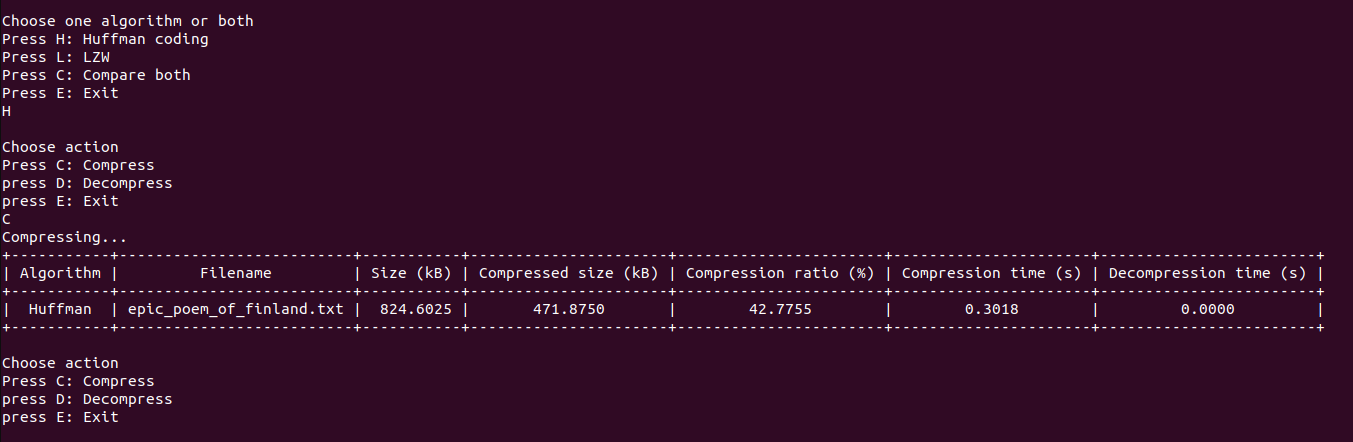 Choose one algorithm or both
Press H: Huffman coding
Press L: LZW
Press C: Compare both
Press E: Exit
H
Choose action
Press C: Compress
press D: Decompress
press E: Exit
C
Compressing...
+-----------+--------------------------+-----------+----------------------+-----------------------+----------------------+------------------------+
| Algorithm |         Filename         | Size (kB) | Compressed size (kB) | Compression ratio (%) | Compression time (s) | Decompression time (s) |
+-----------+--------------------------+-----------+----------------------+-----------------------+----------------------+------------------------+
|  Huffman  | epic_poem_of_finland.txt |  824.6025 |       471.8750       |        42.7755        |        0.3018        |         0.0000         |
+-----------+--------------------------+-----------+----------------------+-----------------------+----------------------+------------------------+
Choose action
Press C: Compress
press D: Decompress
press E: Exit